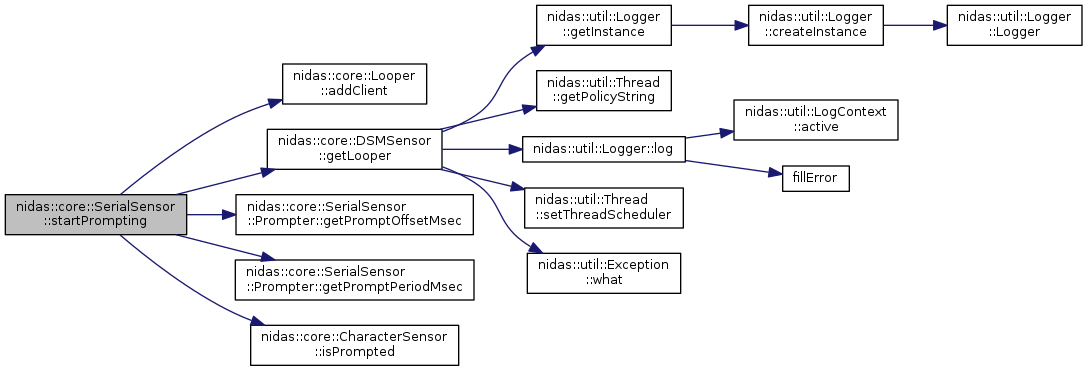 nidas::core::SerialSensor
::startPrompting
nidas::core::Looper
::addClient
nidas::core::DSMSensor
::getLooper
nidas::core::SerialSensor
::Prompter::getPromptOffsetMsec
nidas::core::SerialSensor
::Prompter::getPromptPeriodMsec
nidas::core::CharacterSensor
::isPrompted
nidas::util::Logger
::getInstance
nidas::util::Thread
::getPolicyString
nidas::util::Logger::log
nidas::util::Thread
::setThreadScheduler
nidas::util::Exception
::what
nidas::util::Logger
::createInstance
nidas::util::LogContext
::active
fillError
nidas::util::Logger
::Logger